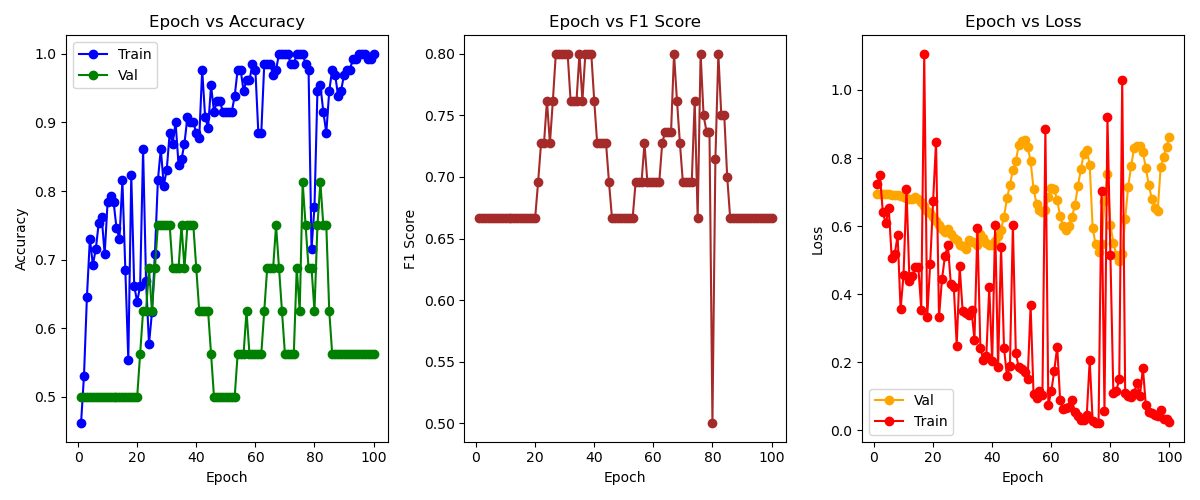 Epoch vs Accuracy
Train
Val
1.0
0.9
0.8
0.7
0.6
0.5
Accuracy
0 20 40 60 80 100
Epoch
Epoch vs F1 Score
0.80
0.75
0.70
0.65
0.60
0.55
0.50
F1 Score
0 20 40 60 80 100
Epoch
Epoch vs Loss
1.0
0.8
0.6
0.4
0.2
0.0
Loss
Val
Train
0 20 40 60 80 100
Epoch